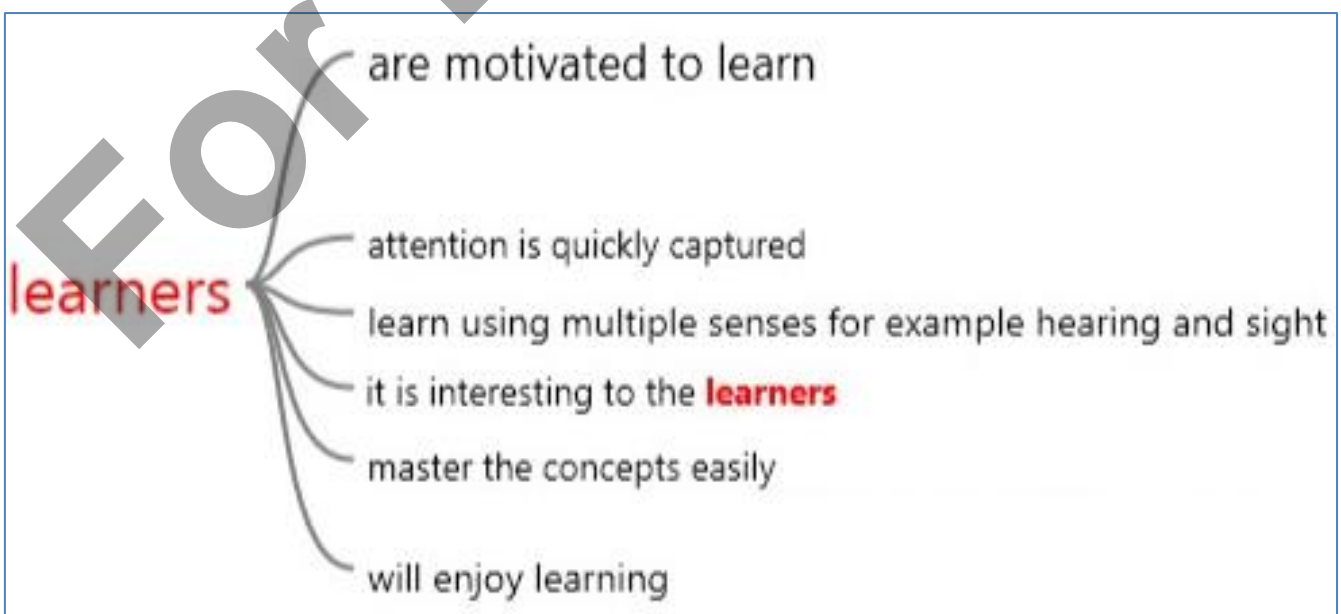 For
are motivated to learn
attention is quickly captured
learners
learn using multiple senses for example hearing and sight
it is interesting to the learners
master the concepts easily
will enjoy learning